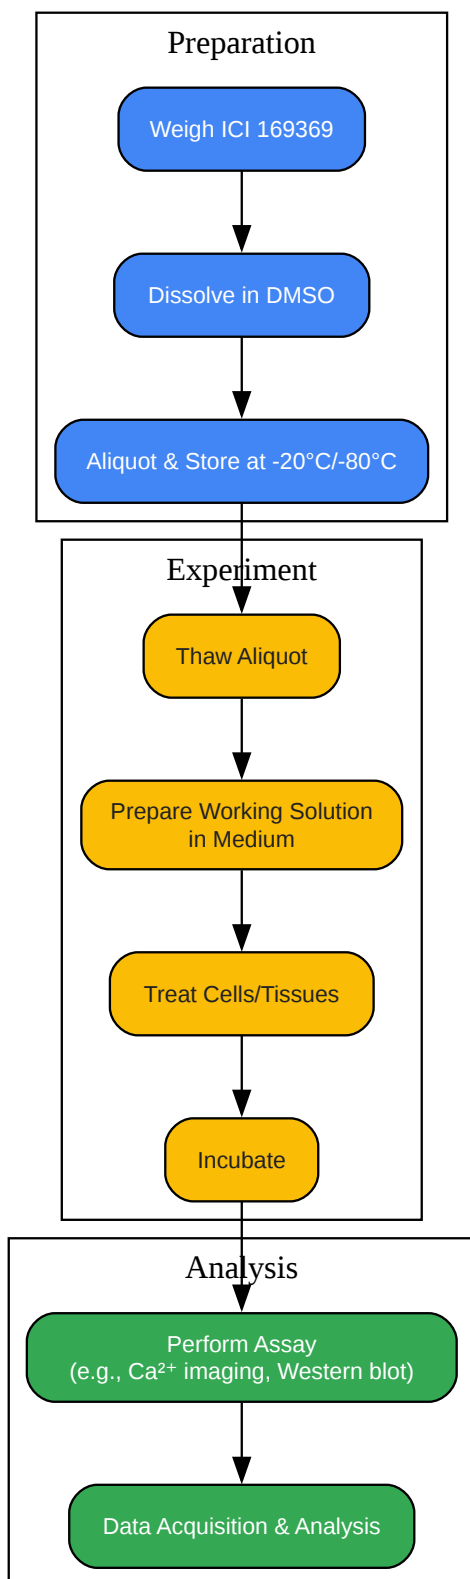 Preparation
Weigh ICI 169369
Dissolve in DMSO
Aliquot & Store at -20°C/-80°C
Experiment
Thaw Aliquot
Prepare Working Solution
in Medium
Treat Cells/Tissues
Incubate
Analysis
Perform Assay
(e.g., Ca²⁺ imaging, Western blot)
Data Acquisition & Analysis